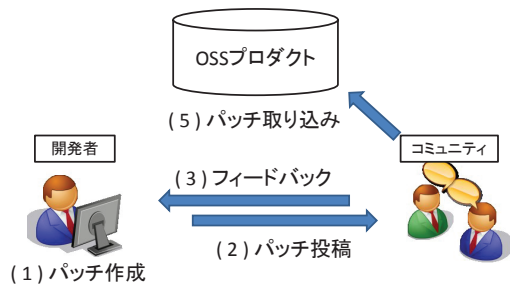 OSSプロダクト
(5)パッチ取り込み
開発者
コミュニティ
(3)フィードバック
(2)パッチ投稿
(1)パッチ作成